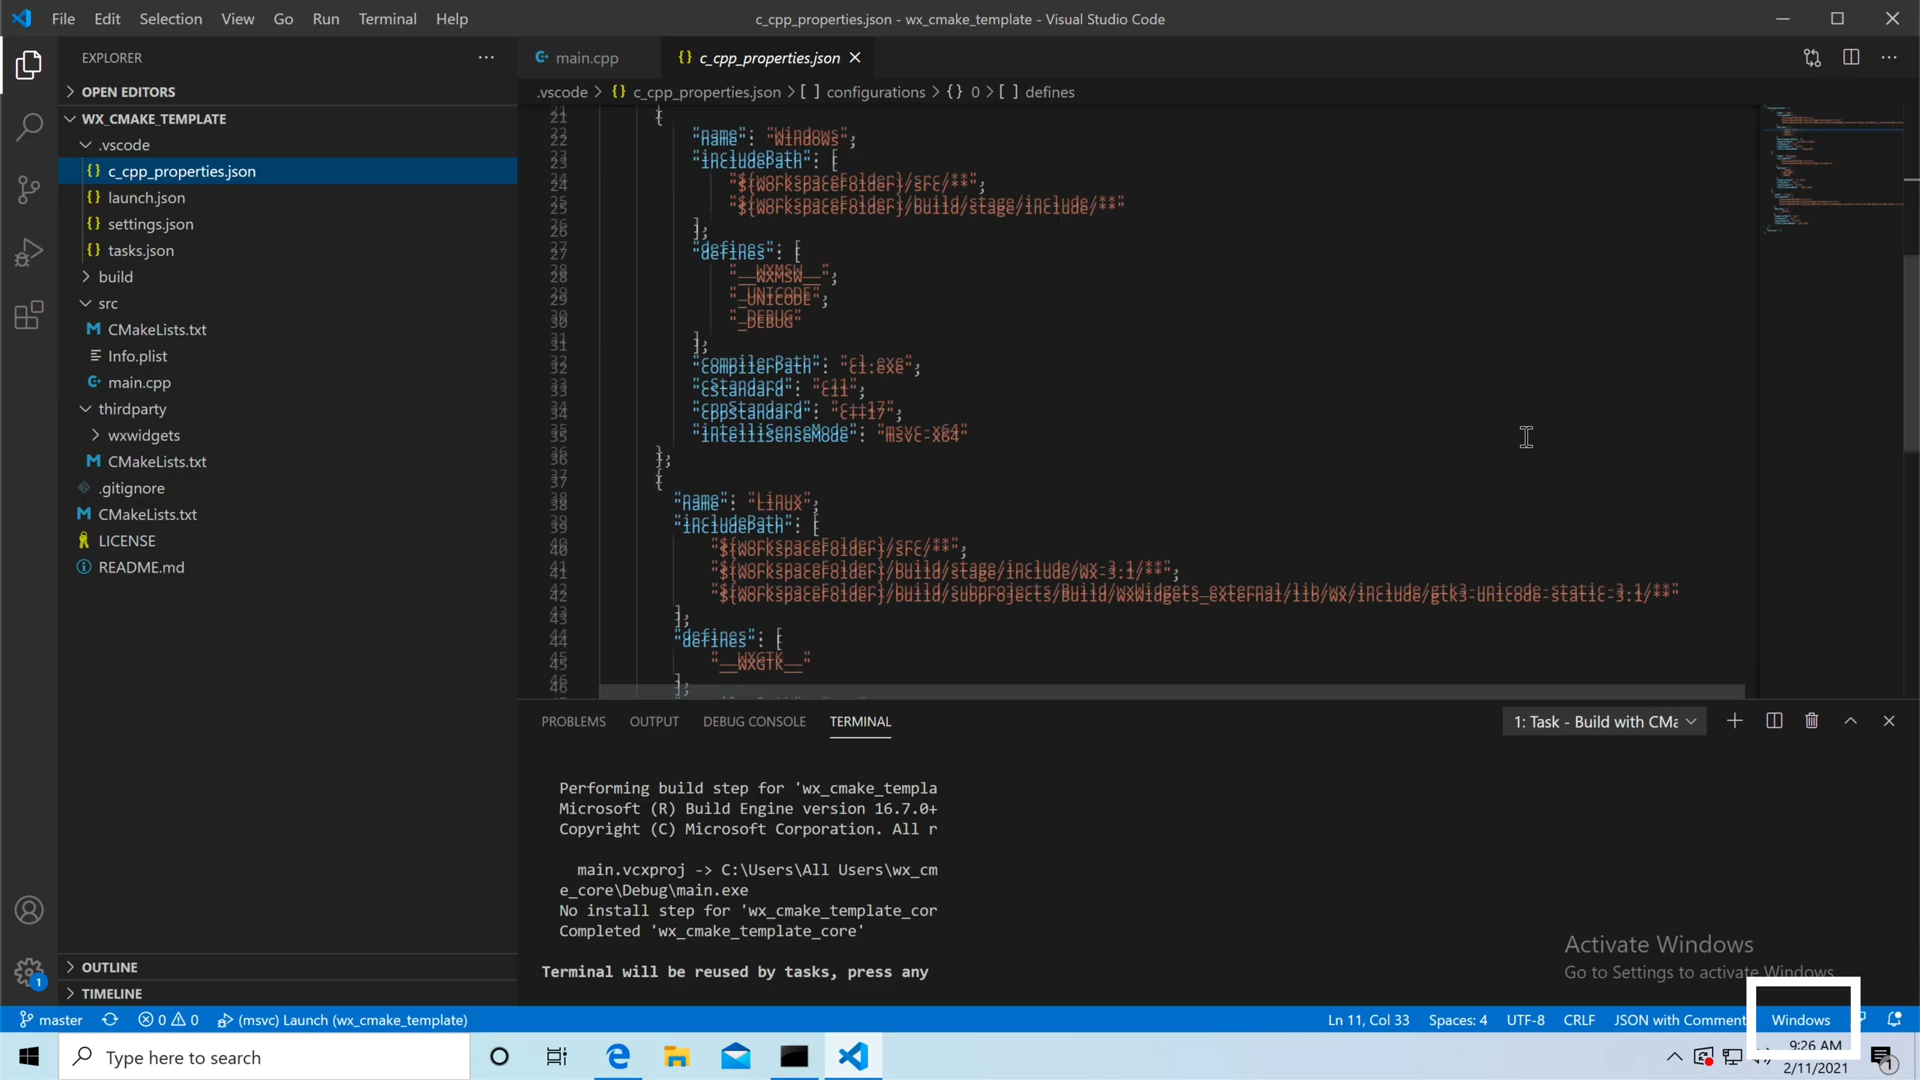 File Edit Selection View Go Run Terminal Help
c_cpp_properties.json - wx_cmake_template - Visual Studio Code
EXPLORER
OPEN EDITORS
WX_CMAKE_TEMPLATE
.vscode
{} c_cpp_properties.json
{} launch.json
{} settings.json
{} tasks.json
build
src
CMakeLists.txt
Info.plist
main.cpp
thirdparty
wxwidgets
CMakeLists.txt
.gitignore
CMakeLists.txt
LICENSE
README.md
OUTLINE
TIMELINE
main.cpp
{} c_cpp_properties.json
.vscode > {} c_cpp_properties.json > [ ] configurations > {} 0 > [ ] defines
21 {
22 "name": "Windows",
23 "includePath": [
24 "${workspaceFolder}/src/**",
25 "${workspaceFolder}/build/stage/include/**"
26 ],
27 "defines": [
28 "__WXMSW__",
29 "_UNICODE",
30 "_DEBUG"
31 ],
32 "compilerPath": "cl.exe",
33 "cStandard": "c11",
34 "cppStandard": "c++17",
35 "intelliSenseMode": "msvc-x64"
36 },
37 {
38 "name": "Linux",
39 "includePath": [
40 "${workspaceFolder}/src/**",
41 "${workspaceFolder}/build/stage/include/wx-3.1/**",
42 "${workspaceFolder}/build/subprojects/Build/wxWidgets_external/lib/wx/include/gtk3-unicode-static-3.1/**"
43 ],
44 "defines": [
45 "__WXGTK__"
46 ],
PROBLEMS OUTPUT DEBUG CONSOLE TERMINAL
1: Task - Build with CMa
Performing build step for 'wx_cmake_templa
Microsoft (R) Build Engine version 16.7.0+
Copyright (C) Microsoft Corporation. All r
main.vcxproj -> C:\Users\All Users\wx_cm
e_core\Debug\main.exe
No install step for 'wx_cmake_template_cor
Completed 'wx_cmake_template_core'
Terminal will be reused by tasks, press any
Activate Windows
Go to Settings to activate Windows.
1
master 0 0 (msvc) Launch (wx_cmake_template)
Ln 11, Col 33 Spaces: 4 UTF-8 CRLF JSON with Comment Windows
Type here to search
9:26 AM
2/11/2021
1